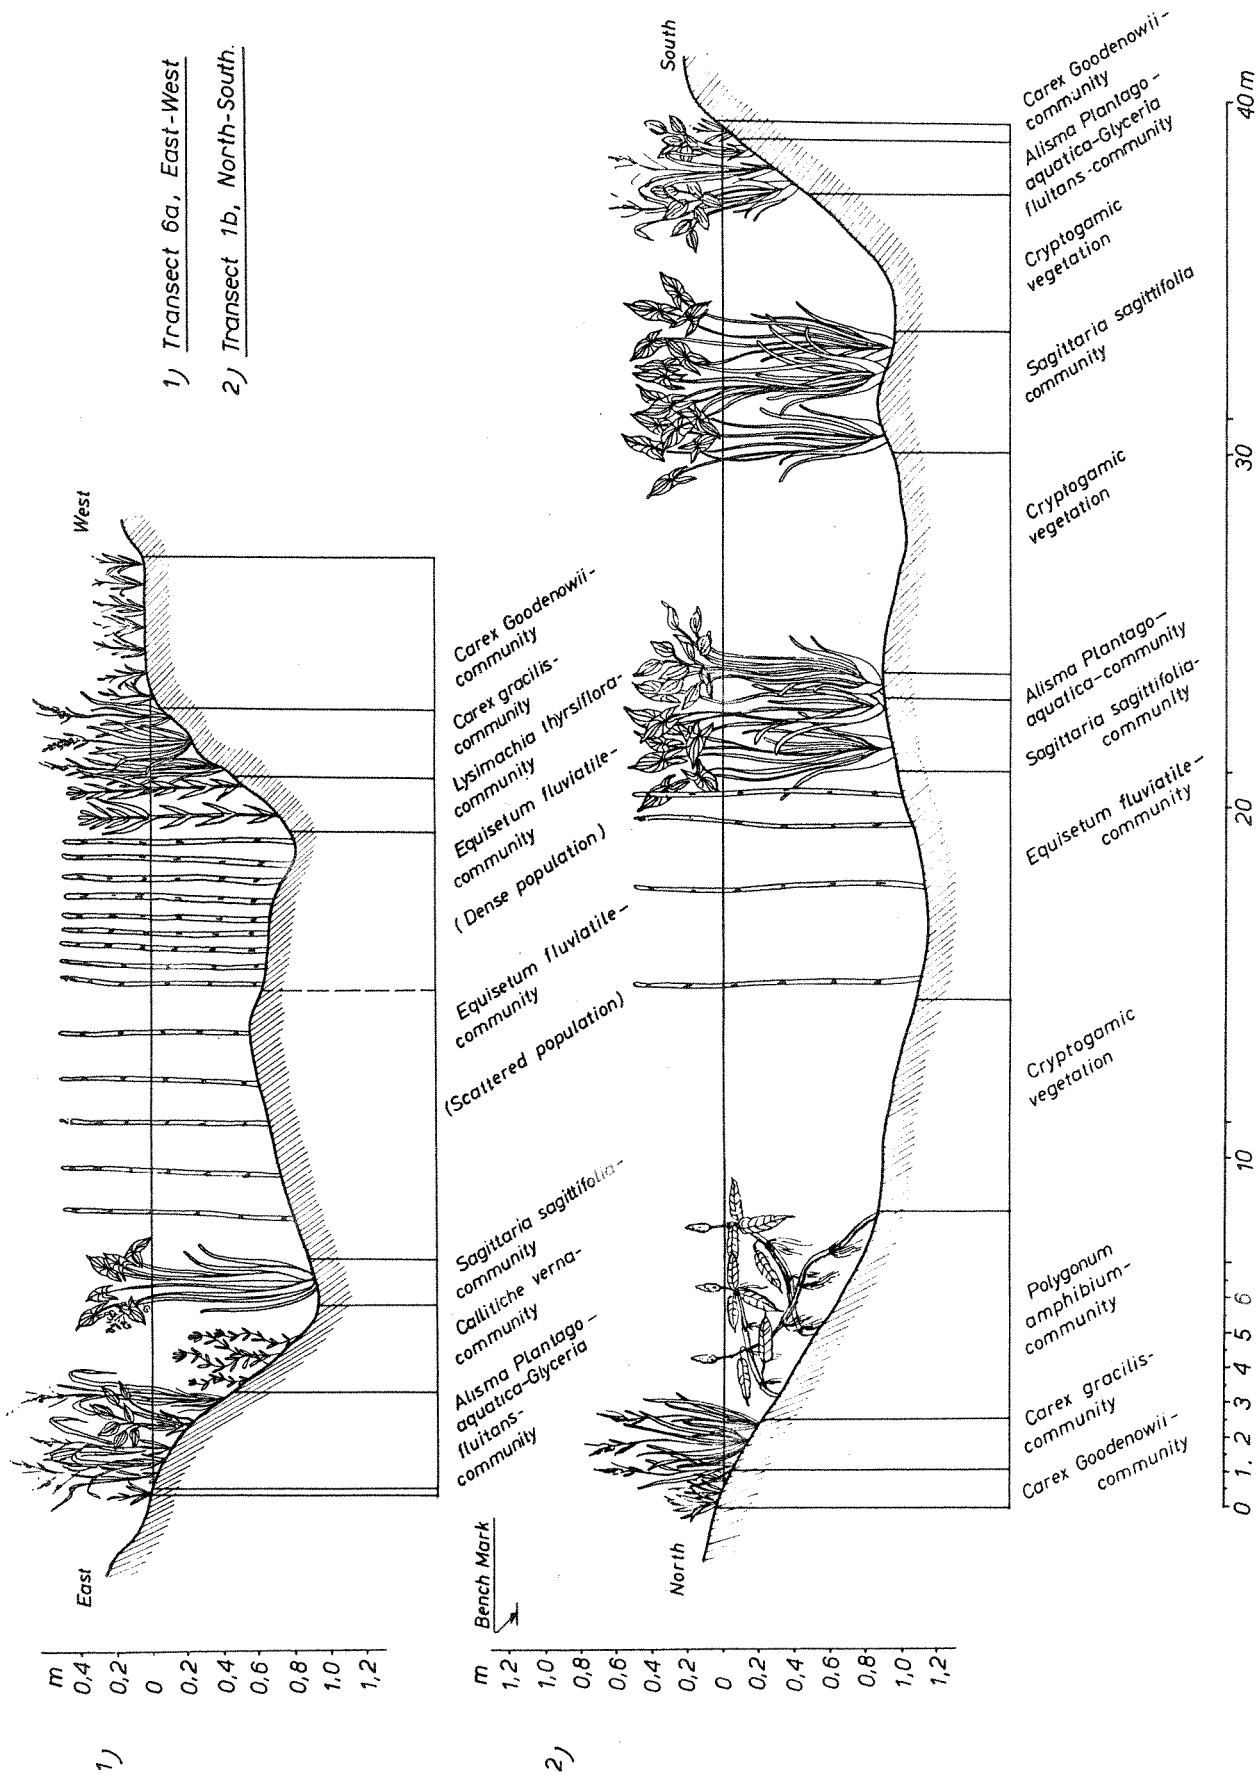 1) Transect 6a, East-West
2) Transect 1b, North-South.
1)
m
0,4
0,2
0
0,2
0,4
0,6
0,8
1,0
1,2
East
West
Alisma Plantago-
aquatica-Glyceria
fluitans-
community
Callitiche verna-
community
Sagittaria sagittifolia-
community
Equisetum fluviatile-
community
(Scattered population)
Equisetum fluviatile-
community
(Dense population)
Lysimachia thyrsiflora-
community
Carex gracilis-
community
Carex Goodenowii-
community
2)
Bench Mark
m
1,2
1,0
0,8
0,6
0,4
0,2
0
0,2
0,4
0,6
0,8
1,0
1,2
North
South
Carex Goodenowii-
community
Carex gracilis-
community
Polygonum
amphibium-
community
Cryptogamic
vegetation
Equisetum fluviatile-
community
Sagittaria sagittifolia-
community
Alisma Plantago-
aquatica-community
Cryptogamic
vegetation
Sagittaria sagittifolia
community
Cryptogamic
vegetation
Alisma Plantago-
aquatica-Glyceria
fluitans-community
Carex Goodenowii-
community
0 1. 2 3 4 5 6 10 20 30 40 m